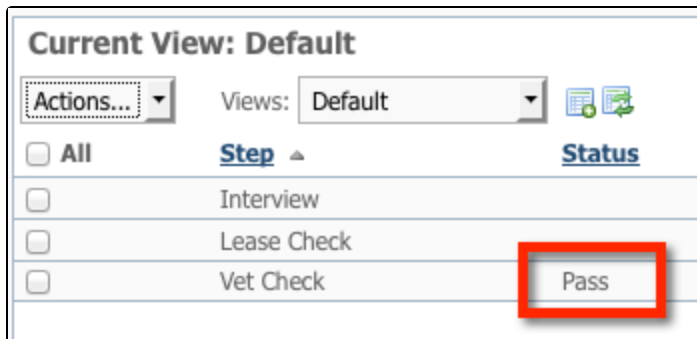 Current View: Default
Actions... Views: Default
All Step Status
Interview
Lease Check
Vet Check Pass